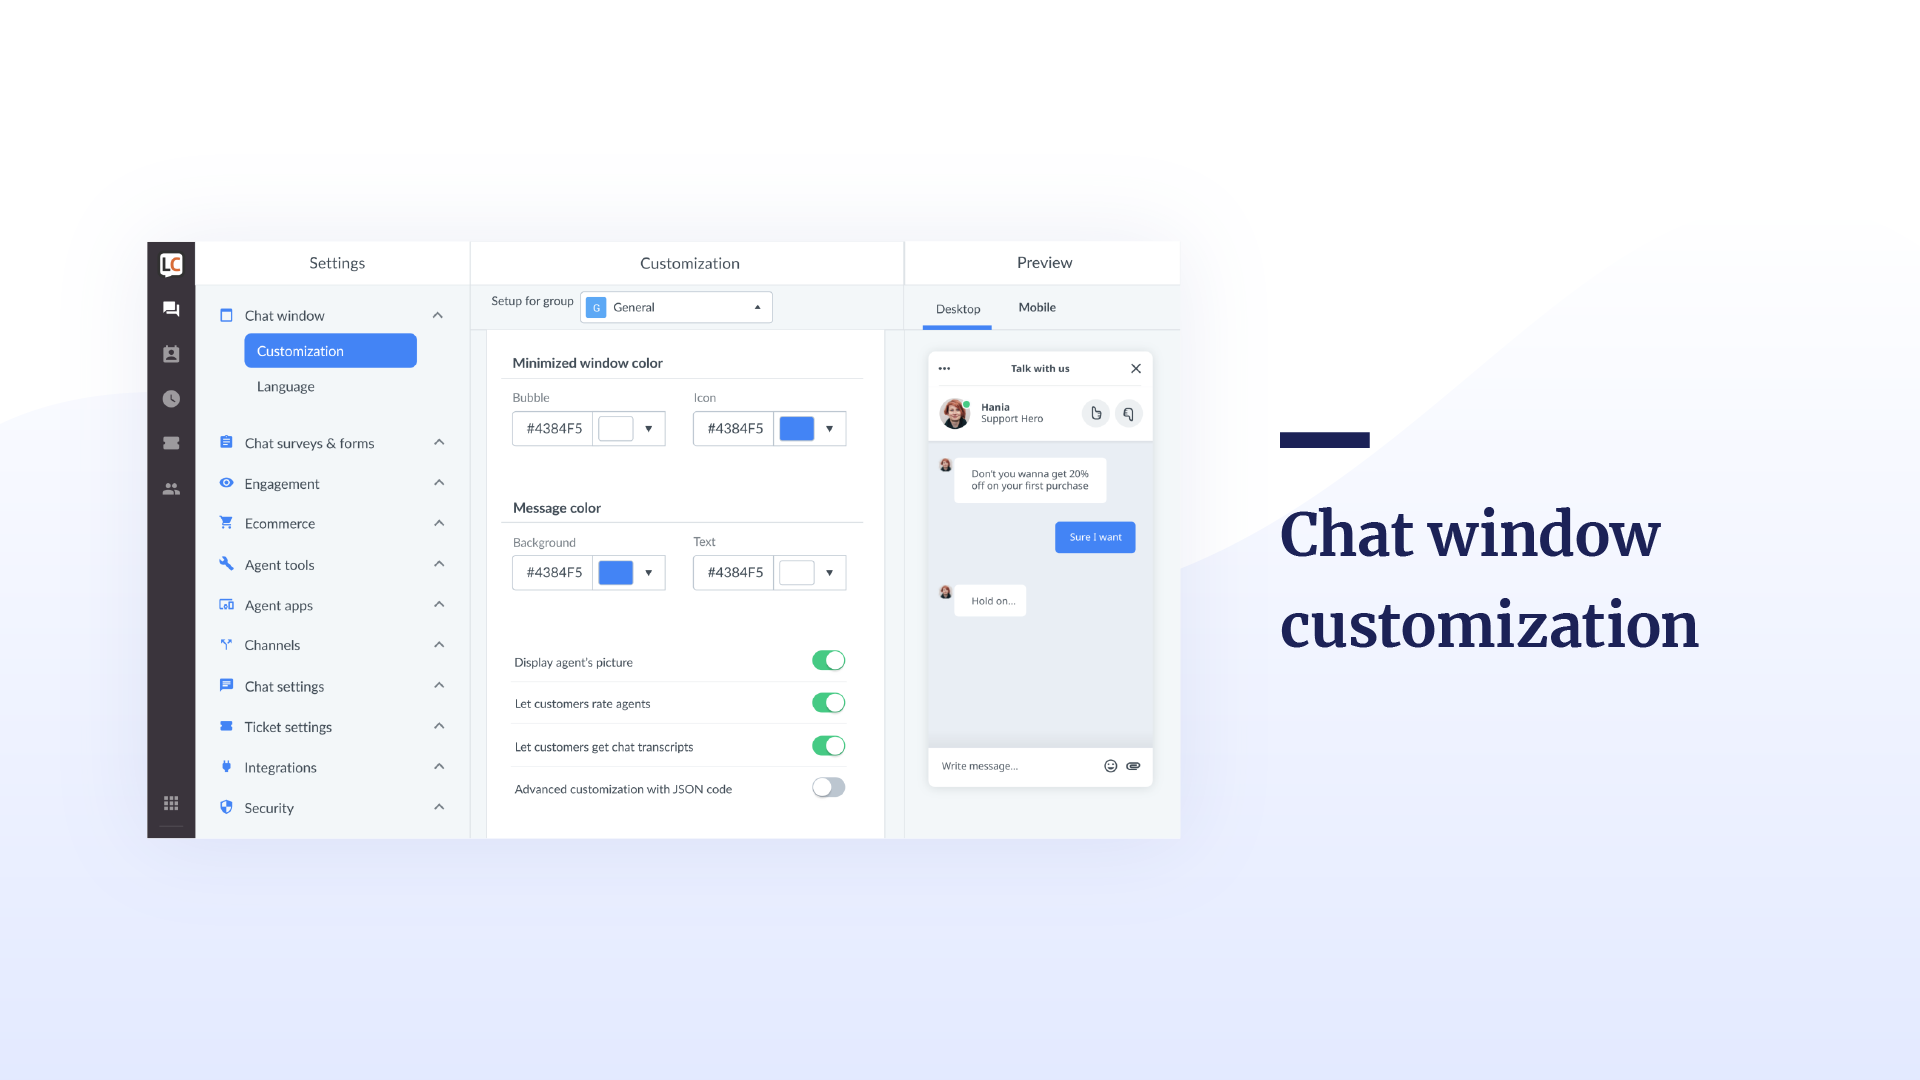 LC
Settings
Customization
Preview
Chat window
Customization
Language
Chat surveys & forms
Engagement
Ecommerce
Agent tools
Agent apps
Channels
Chat settings
Ticket settings
Integrations
Security
Setup for group
G
General
Minimized window color
Bubble
Icon
#4384F5
#4384F5
Message color
Background
Text
#4384F5
#4384F5
Display agent's picture
Let customers rate agents
Let customers get chat transcripts
Advanced customization with JSON code
Desktop
Mobile
Talk with us
Hania
Support Hero
Don't you wanna get 20%
off on your first purchase
Sure I want
Hold on...
Write message...
Chat window
customization